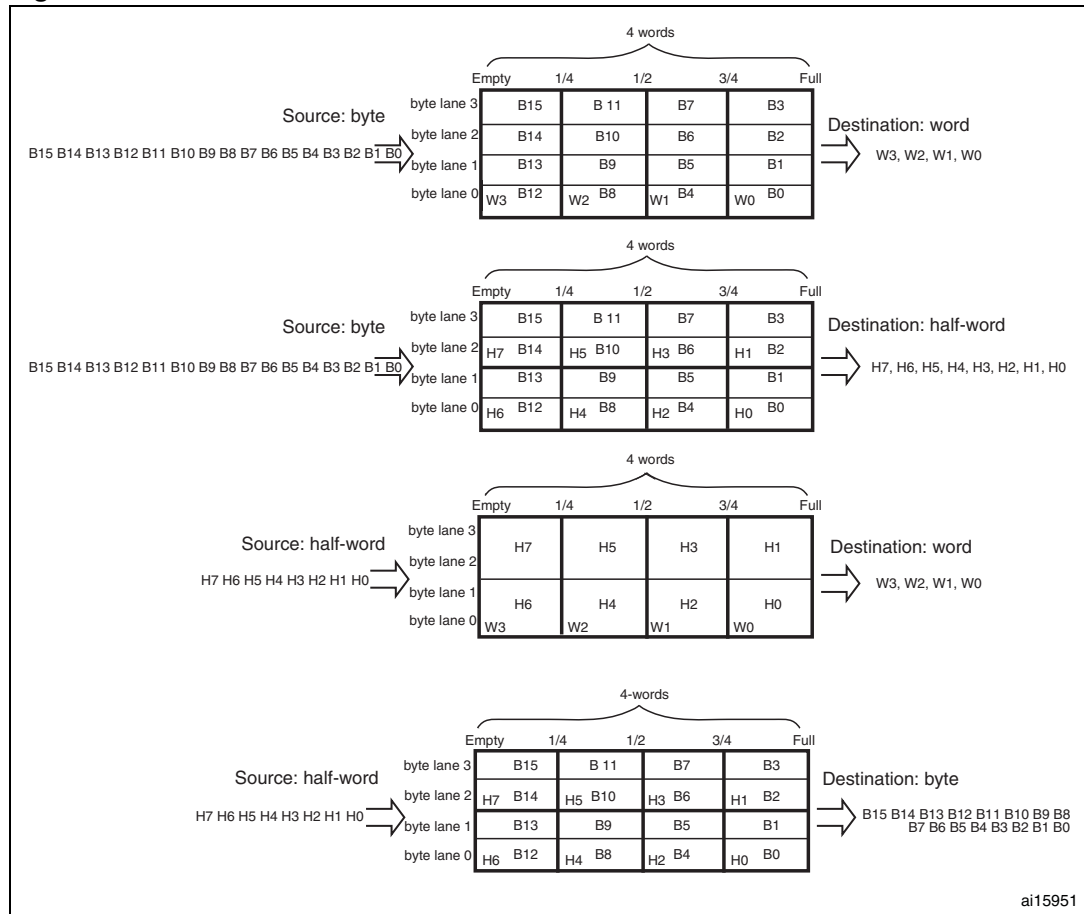 4 words
Empty 1/4 1/2 3/4 Full
Source: byte
B15 B14 B13 B12 B11 B10 B9 B8 B7 B6 B5 B4 B3 B2 B1 B0
byte lane 3 B15 B 11 B7 B3
byte lane 2 B14 B10 B6 B2
byte lane 1 B13 B9 B5 B1
byte lane 0 W3 B12 W2 B8 W1 B4 W0 B0
Destination: word
W3, W2, W1, W0
4 words
Empty 1/4 1/2 3/4 Full
Source: byte
B15 B14 B13 B12 B11 B10 B9 B8 B7 B6 B5 B4 B3 B2 B1 B0
byte lane 3 B15 B 11 B7 B3
byte lane 2 H7 B14 H5 B10 H3 B6 H1 B2
byte lane 1 B13 B9 B5 B1
byte lane 0 H6 B12 H4 B8 H2 B4 H0 B0
Destination: half-word
H7, H6, H5, H4, H3, H2, H1, H0
4 words
Empty 1/4 1/2 3/4 Full
Source: half-word
H7 H6 H5 H4 H3 H2 H1 H0
byte lane 3
H7 H5 H3 H1
byte lane 2
byte lane 1
H6 H4 H2 H0
byte lane 0 W3 W2 W1 W0
Destination: word
W3, W2, W1, W0
4-words
Empty 1/4 1/2 3/4 Full
Source: half-word
H7 H6 H5 H4 H3 H2 H1 H0
byte lane 3 B15 B 11 B7 B3
byte lane 2 H7 B14 H5 B10 H3 B6 H1 B2
byte lane 1 B13 B9 B5 B1
byte lane 0 H6 B12 H4 B8 H2 B4 H0 B0
Destination: byte
B15 B14 B13 B12 B11 B10 B9 B8
B7 B6 B5 B4 B3 B2 B1 B0
ai15951